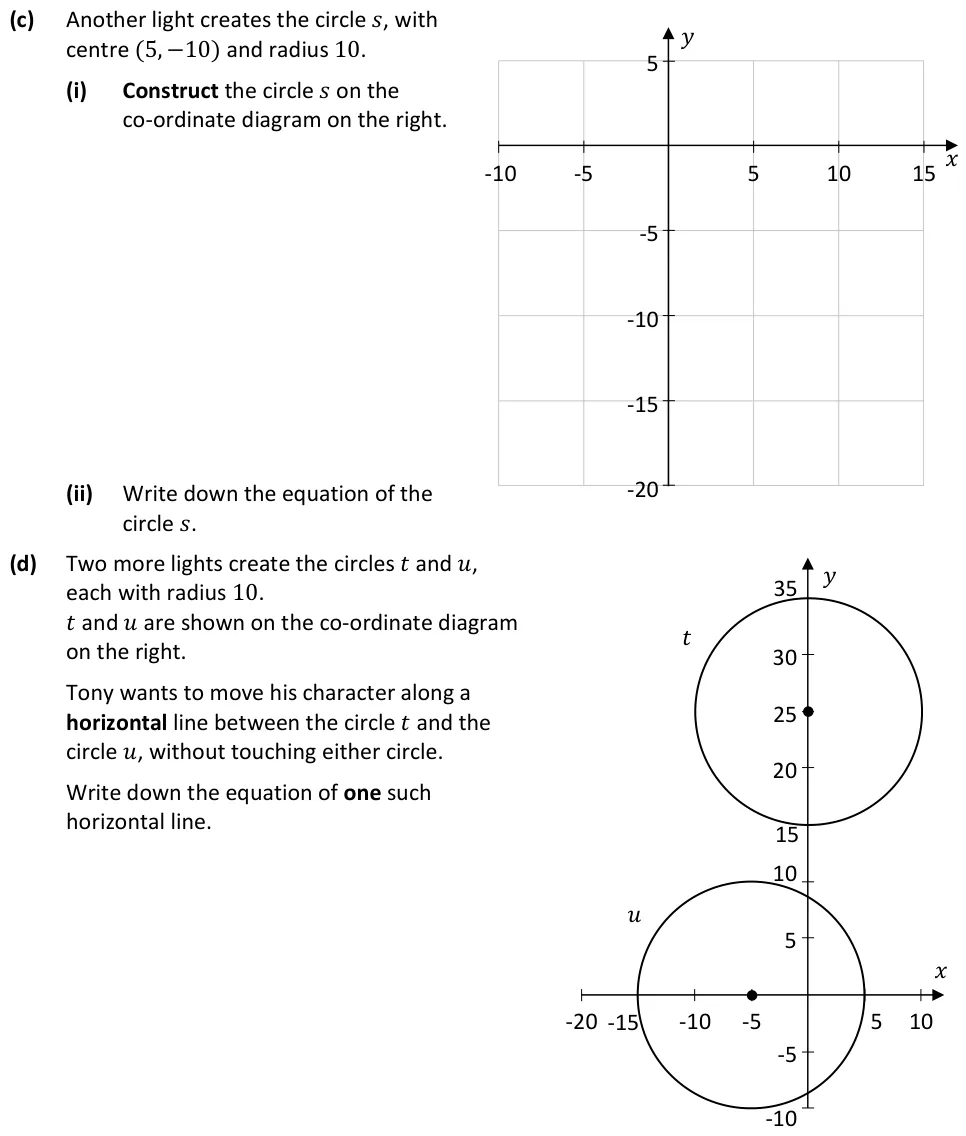 (c) Another light creates the circle s, with
centre (5, −10) and radius 10.
(i) Construct the circle s on the
co-ordinate diagram on the right.
y
5
x
-10 -5 5 10 15
-5
-10
-15
-20
(ii) Write down the equation of the
circle s.
(d) Two more lights create the circles t and u,
each with radius 10.
t and u are shown on the co-ordinate diagram
on the right.
Tony wants to move his character along a
horizontal line between the circle t and the
circle u, without touching either circle.
Write down the equation of one such
horizontal line.
y
35
t
30
25
20
15
10
u
5
x
-20 -15 -10 -5 5 10
-5
-10